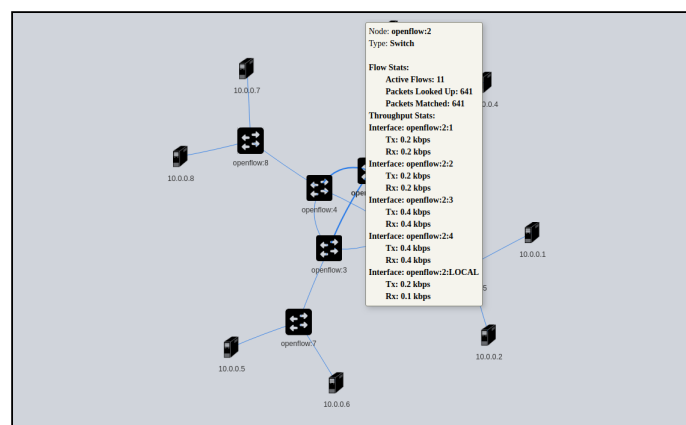 Node: openflow:2
Type: Switch
Flow Stats:
Active Flows: 11
Packets Looked Up: 641
Packets Matched: 641
Throughput Stats:
Interface: openflow:2:1
Tx: 0.2 kbps
Rx: 0.2 kbps
Interface: openflow:2:2
Tx: 0.2 kbps
Rx: 0.2 kbps
Interface: openflow:2:3
Tx: 0.4 kbps
Rx: 0.4 kbps
Interface: openflow:2:4
Tx: 0.4 kbps
Rx: 0.4 kbps
Interface: openflow:2:LOCAL
Tx: 0.2 kbps
Rx: 0.1 kbps
10.0.0.7
0.4
openflow:8
10.0.0.8
openflow:4
10.0.0.1
openflow:3
5
openflow:7
10.0.0.2
10.0.0.5
10.0.0.6